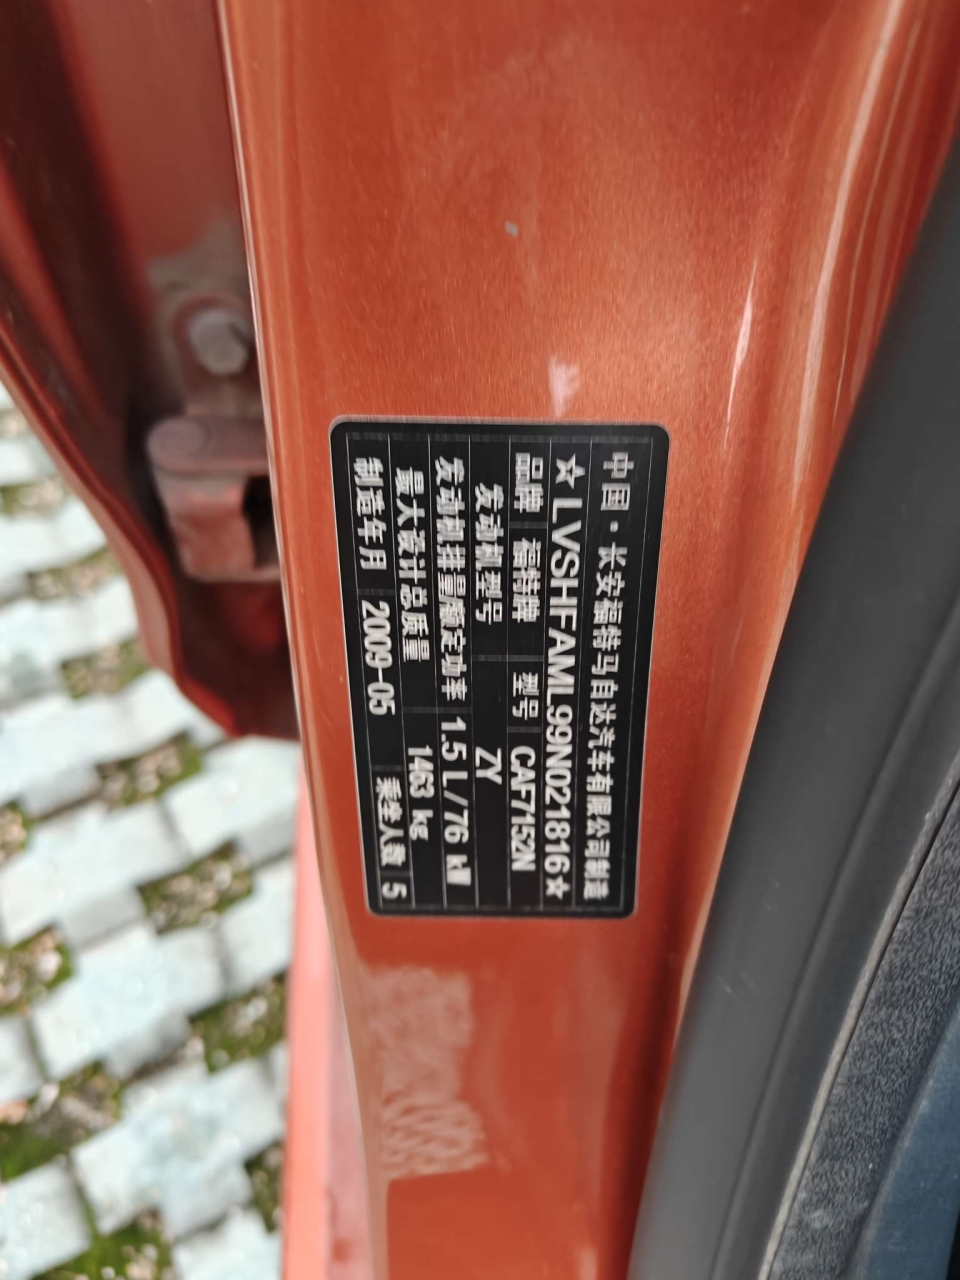 中国·长安福特马自达汽车有限公司制造
☆LVSHFAML99N021816☆
品牌 福特牌 型号 CAF7152N
发动机型号 ZY
发动机排量额定功率 1.5L/76 kW
最大设计总质量 1463 kg
制造年月 2009-05 乘坐人数 5